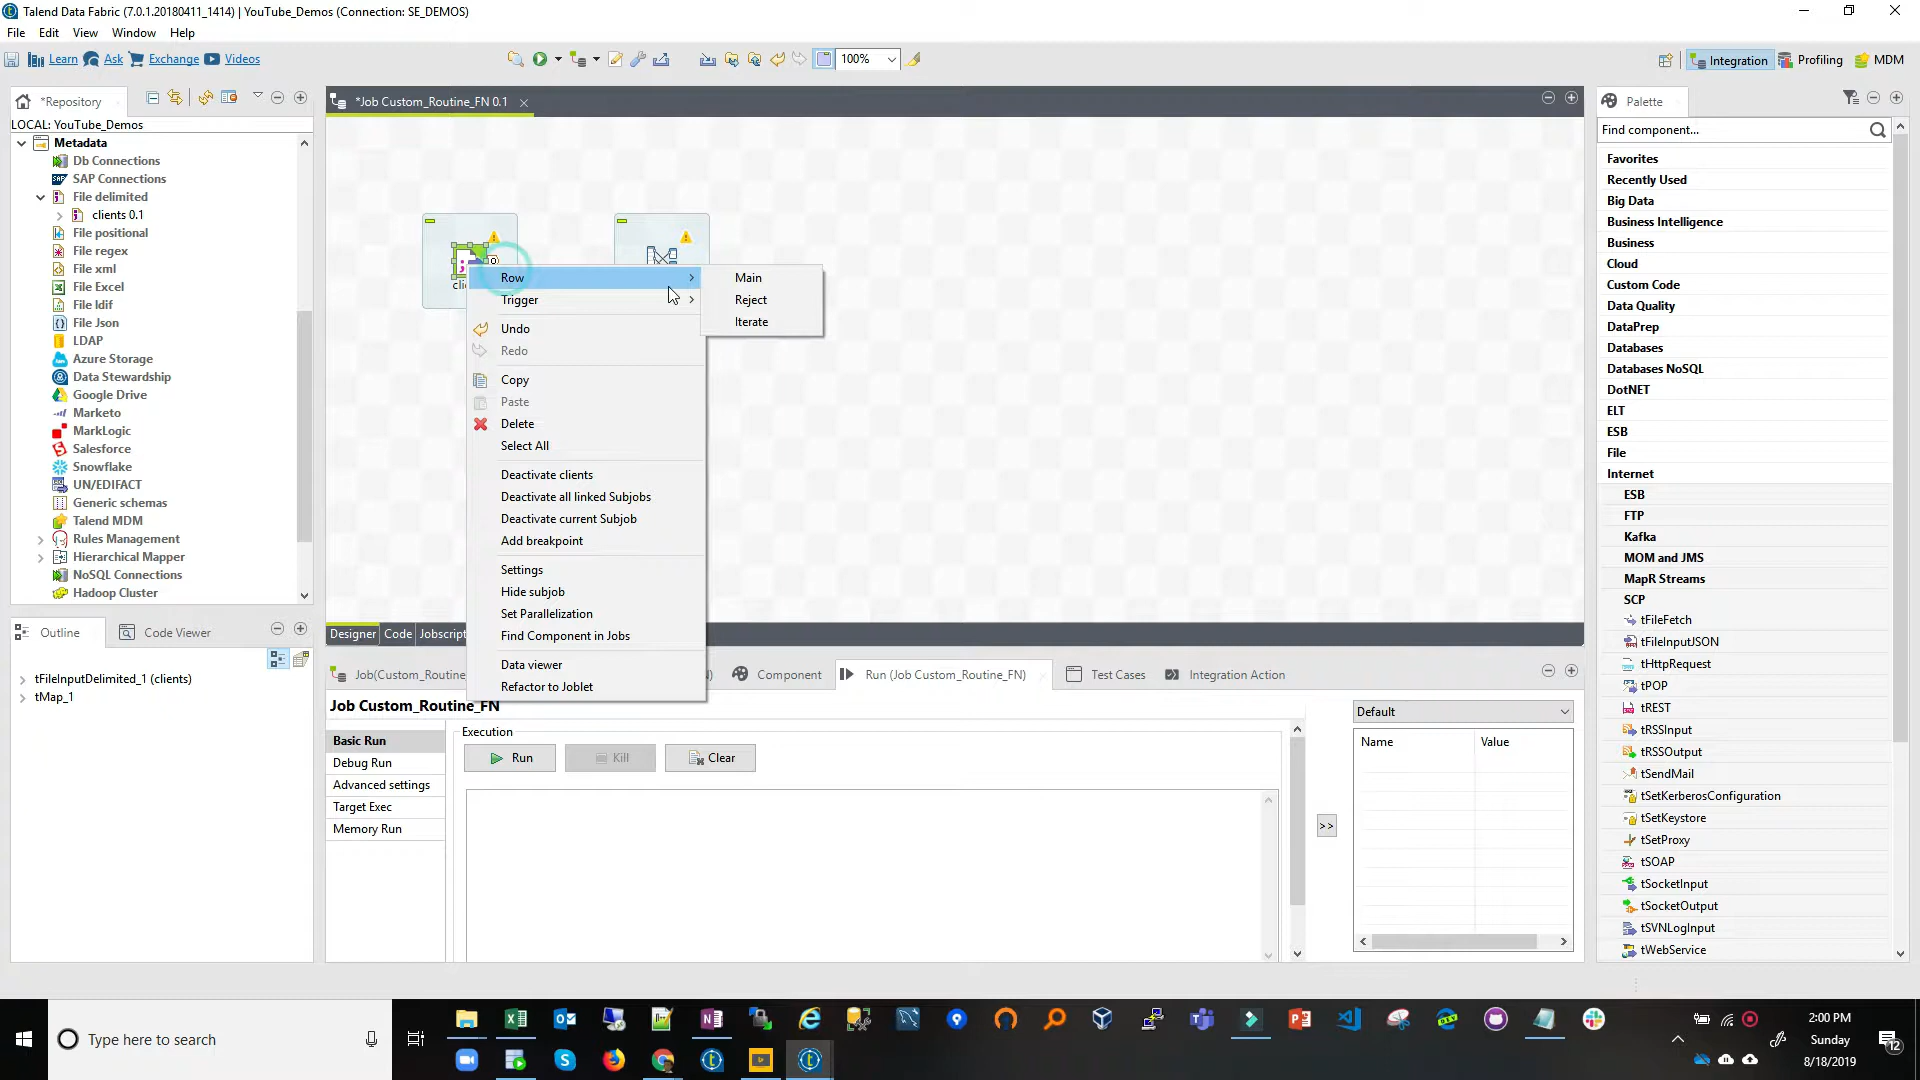 Talend Data Fabric (7.0.1.20180411_1414) | YouTube_Demos (Connection: SE_DEMOS)
File Edit View Window Help
Learn Ask Exchange Videos
100%
Integration Profiling MDM
*Repository
LOCAL: YouTube_Demos
Metadata
Db Connections
SAP Connections
File delimited
clients 0.1
File positional
File regex
File xml
File Excel
File ldif
File Json
LDAP
Azure Storage
Data Stewardship
Google Drive
Marketo
MarkLogic
Salesforce
Snowflake
UN/EDIFACT
Generic schemas
Talend MDM
Rules Management
Hierarchical Mapper
NoSQL Connections
Hadoop Cluster
Outline
Code Viewer
tFileInputDelimited_1 (clients)
tMap_1
*Job Custom_Routine_FN 0.1
Row
Trigger
Undo
Redo
Copy
Paste
Delete
Select All
Deactivate clients
Deactivate all linked Subjobs
Deactivate current Subjob
Add breakpoint
Settings
Hide subjob
Set Parallelization
Find Component in Jobs
Data viewer
Refactor to Joblet
Main
Reject
Iterate
Designer Code Jobscript
Job(Custom_Routine
Component
Run (Job Custom_Routine_FN)
Test Cases
Integration Action
Job Custom_Routine_FN
Basic Run
Debug Run
Advanced settings
Target Exec
Memory Run
Execution
Run
Kill
Clear
>>
Default
Name Value
Palette
Find component...
Favorites
Recently Used
Big Data
Business Intelligence
Business
Cloud
Custom Code
Data Quality
DataPrep
Databases
Databases NoSQL
DotNET
ELT
ESB
File
Internet
ESB
FTP
Kafka
MOM and JMS
MapR Streams
SCP
tFileFetch
tFileInputJSON
tHttpRequest
tPOP
tREST
tRSSInput
tRSSOutput
tSendMail
tSetKerberosConfiguration
tSetKeystore
tSetProxy
tSOAP
tSocketInput
tSocketOutput
tSVNLogInput
tWebService
Type here to search
2:00 PM
Sunday
8/18/2019
12